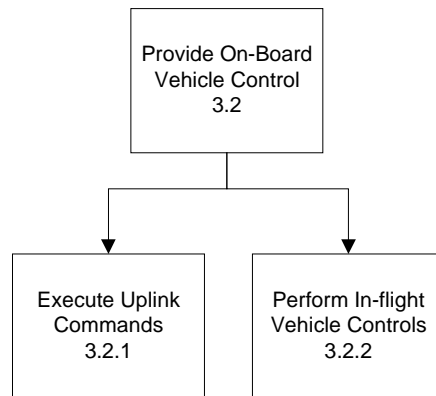 Provide On-Board
Vehicle Control
3.2
Execute Uplink
Commands
3.2.1
Perform In-flight
Vehicle Controls
3.2.2